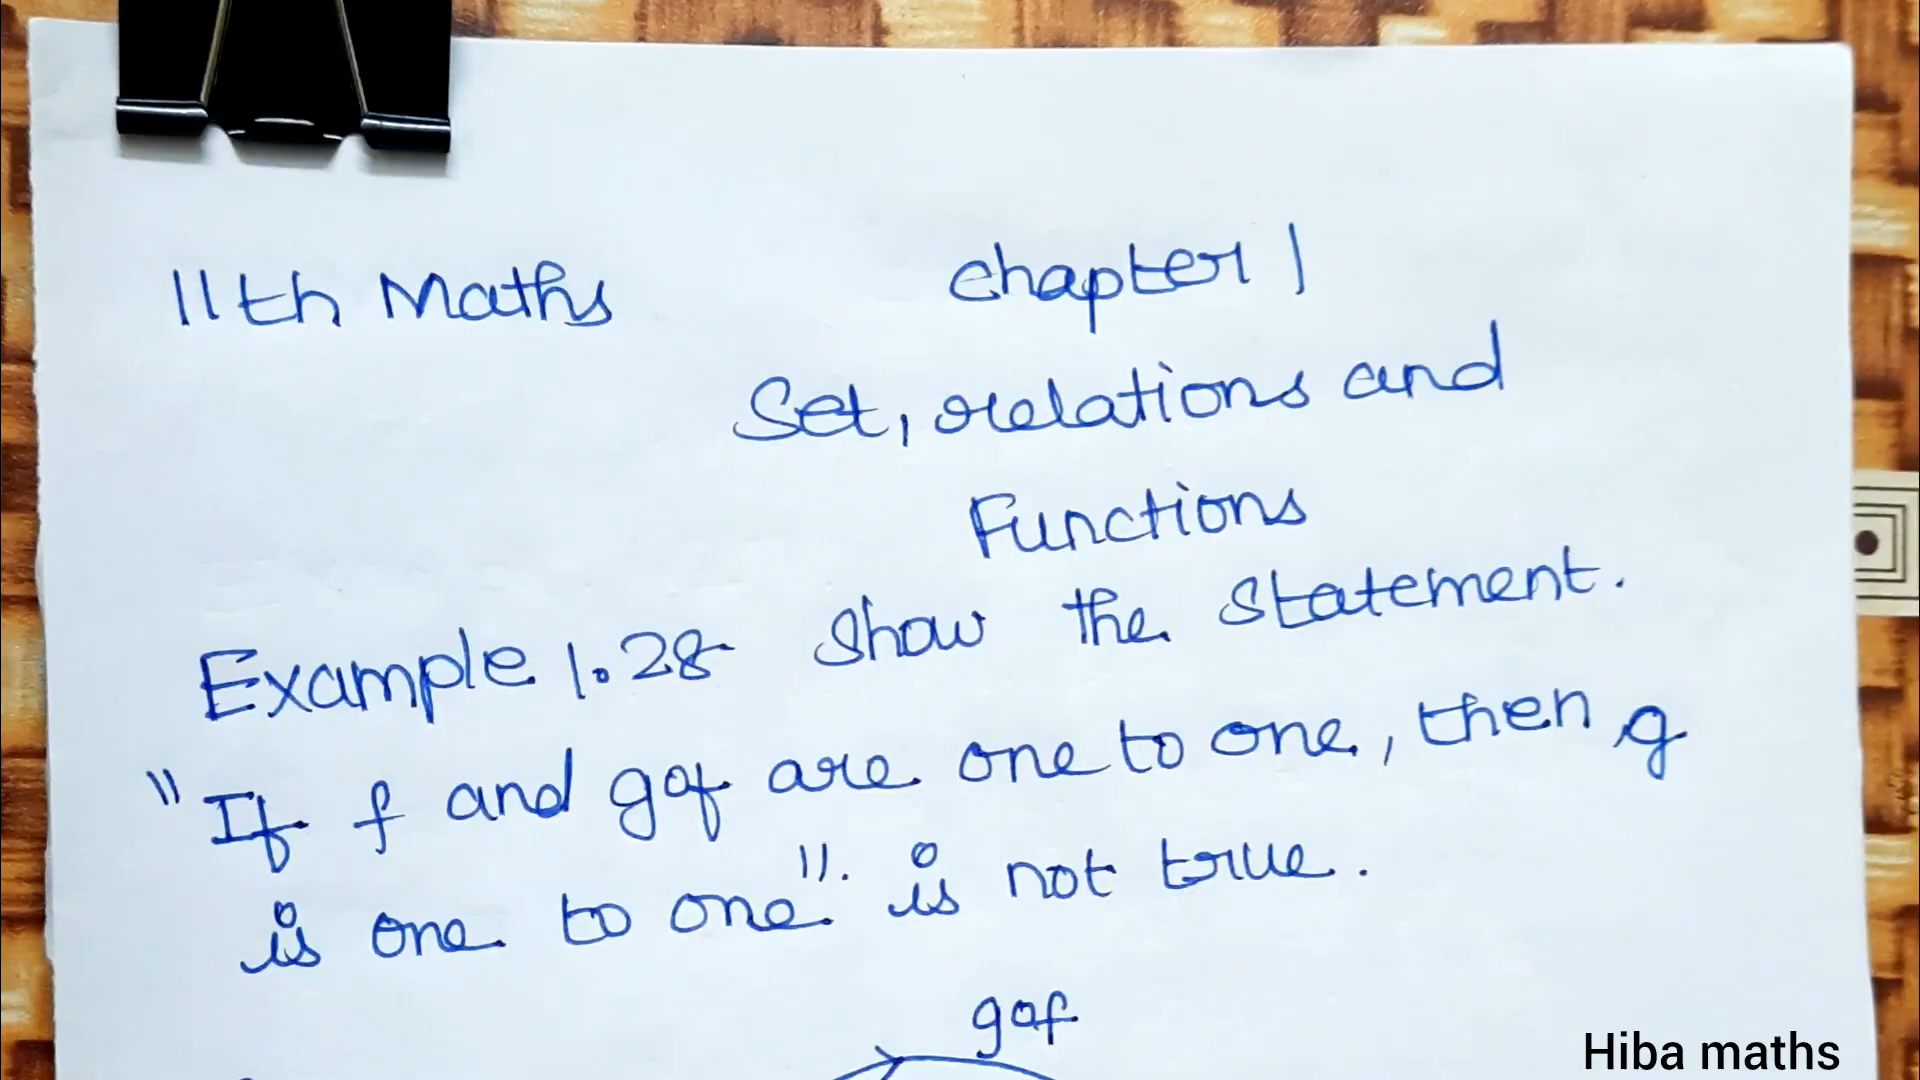 11th Maths
chapter 1
Set, relations and
Functions
Example 1.28 Show the statement.
"If f and gof are one to one, then g
is one to one". is not true.
gof
Hiba maths